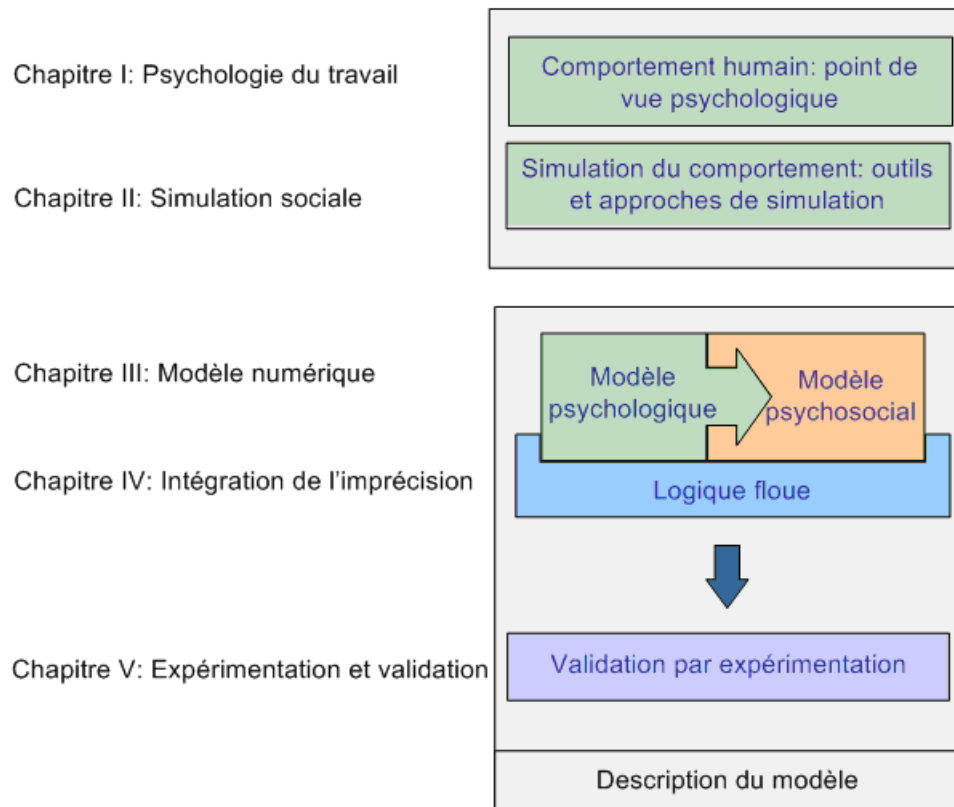 Chapitre I: Psychologie du travail
Comportement humain: point de
vue psychologique
Chapitre II: Simulation sociale
Simulation du comportement: outils
et approches de simulation
Chapitre III: Modèle numérique
Modèle
psychologique
Modèle
psychosocial
Chapitre IV: Intégration de l'imprécision
Logique floue
Chapitre V: Expérimentation et validation
Validation par expérimentation
Description du modèle